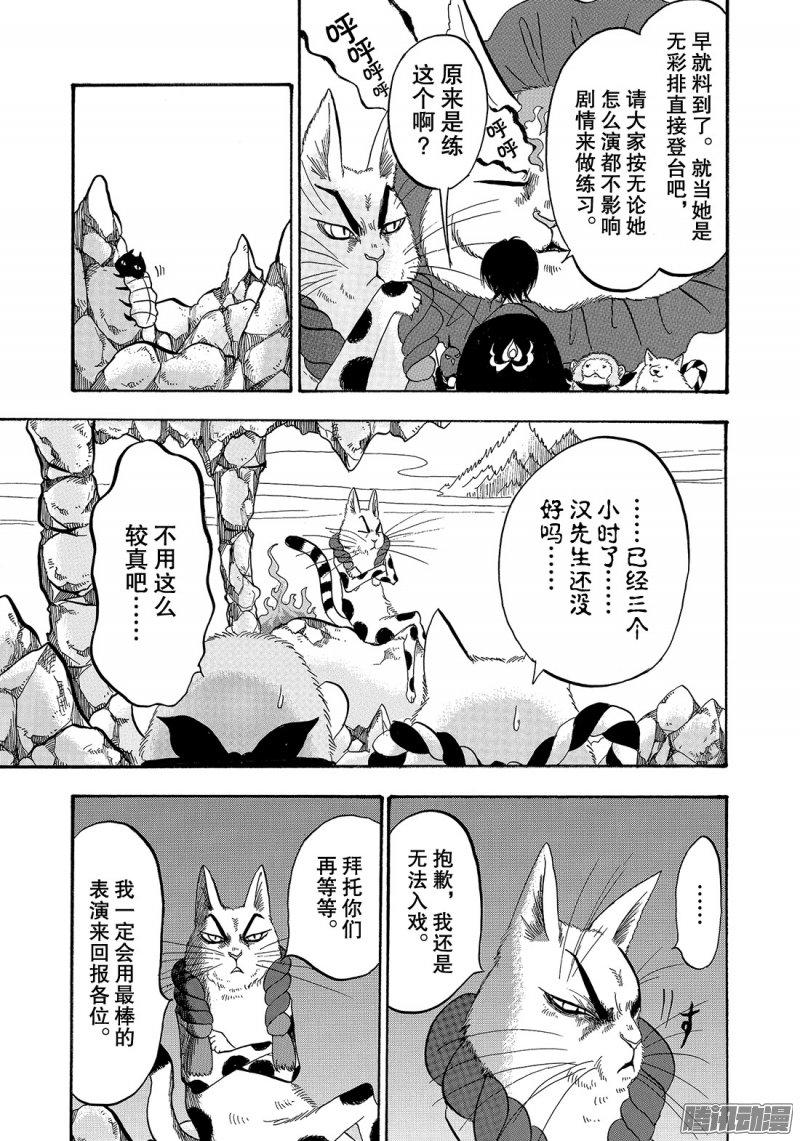 早就料到了。就当她是
无彩排直接登台吧，
请大家按无论她
怎么演都不影响
剧情来做练习。
呼呼
原来是练
这个啊？
呼呼呼呼
……已经三个
小时了……
汉先生还没
好吗……
不用这么
较真吧……
……
す
抱歉，我还是
无法入戏。
拜托你们
再等等。
我一定会用最棒的
表演来回报各位。
腾讯动漫